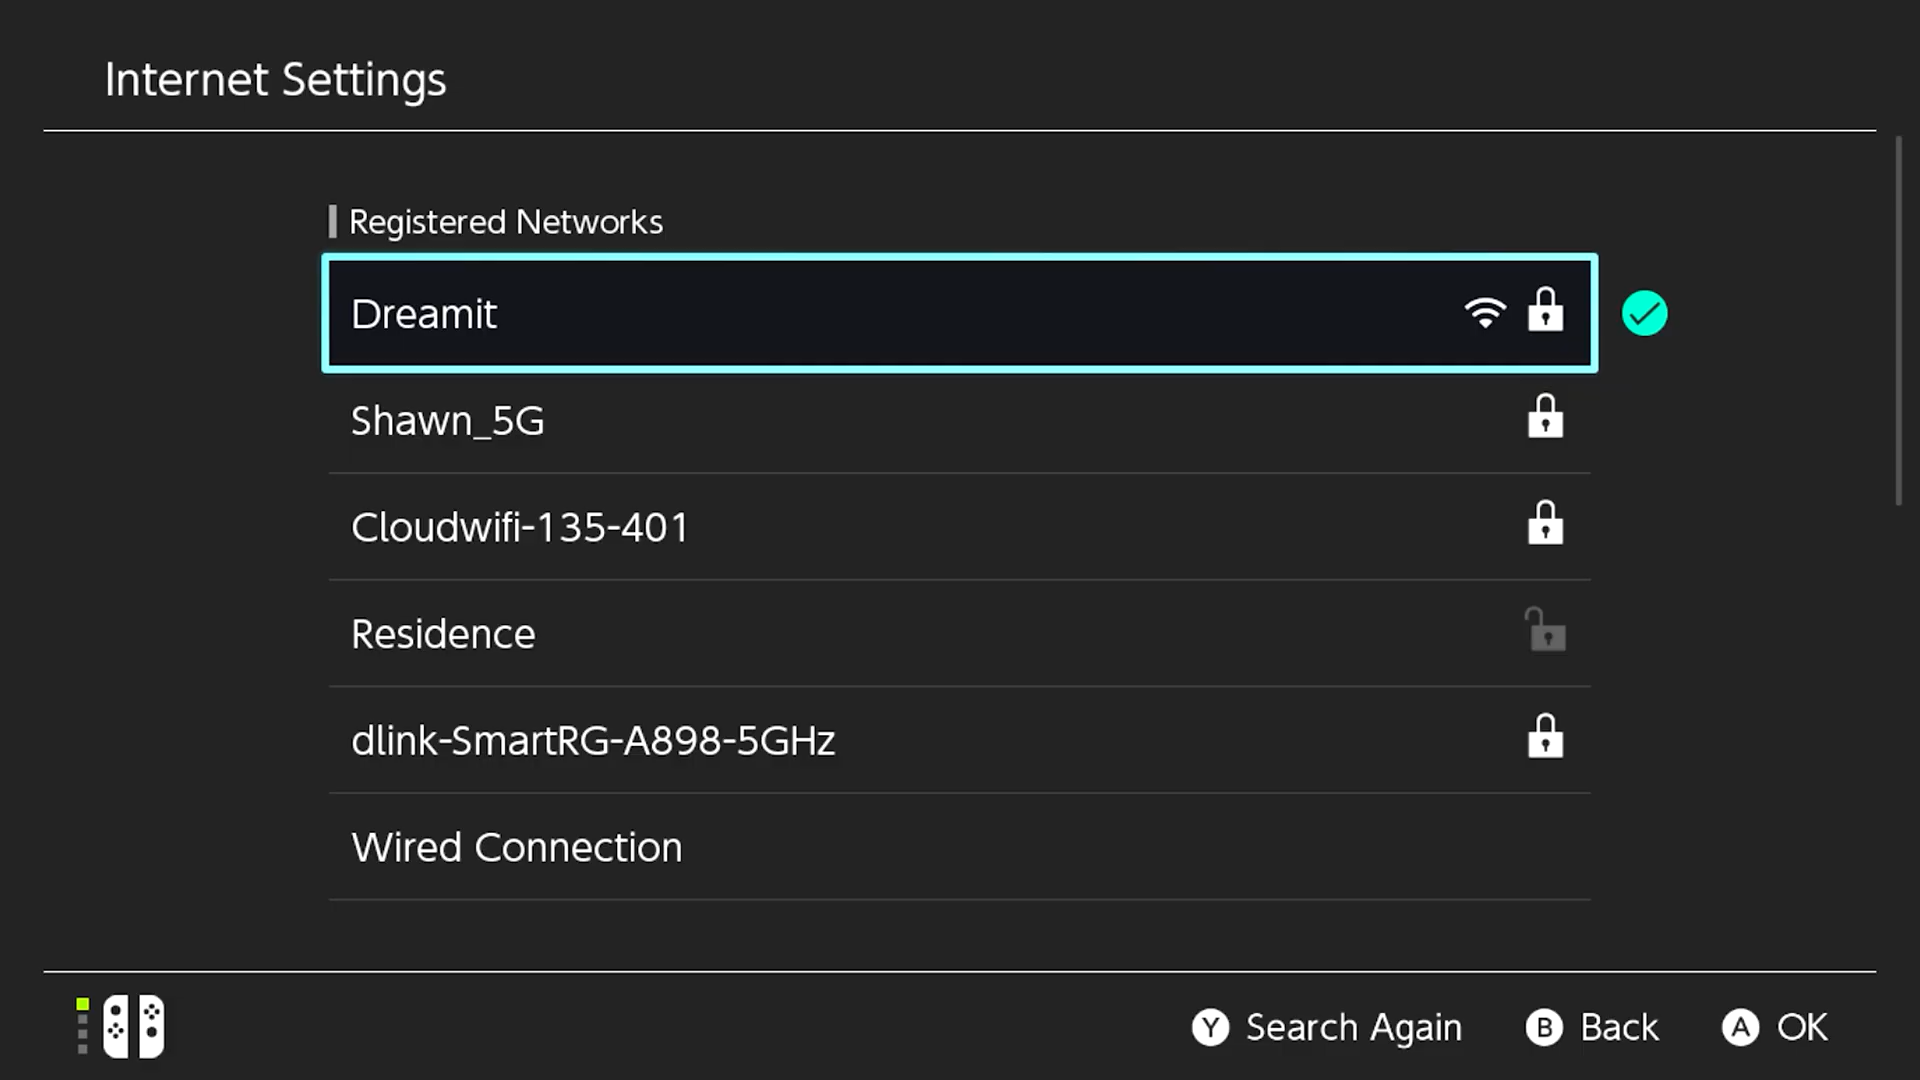 Internet Settings
Registered Networks
Dreamit
Shawn_5G
Cloudwifi-135-401
Residence
dlink-SmartRG-A898-5GHz
Wired Connection
Y Search Again B Back A OK